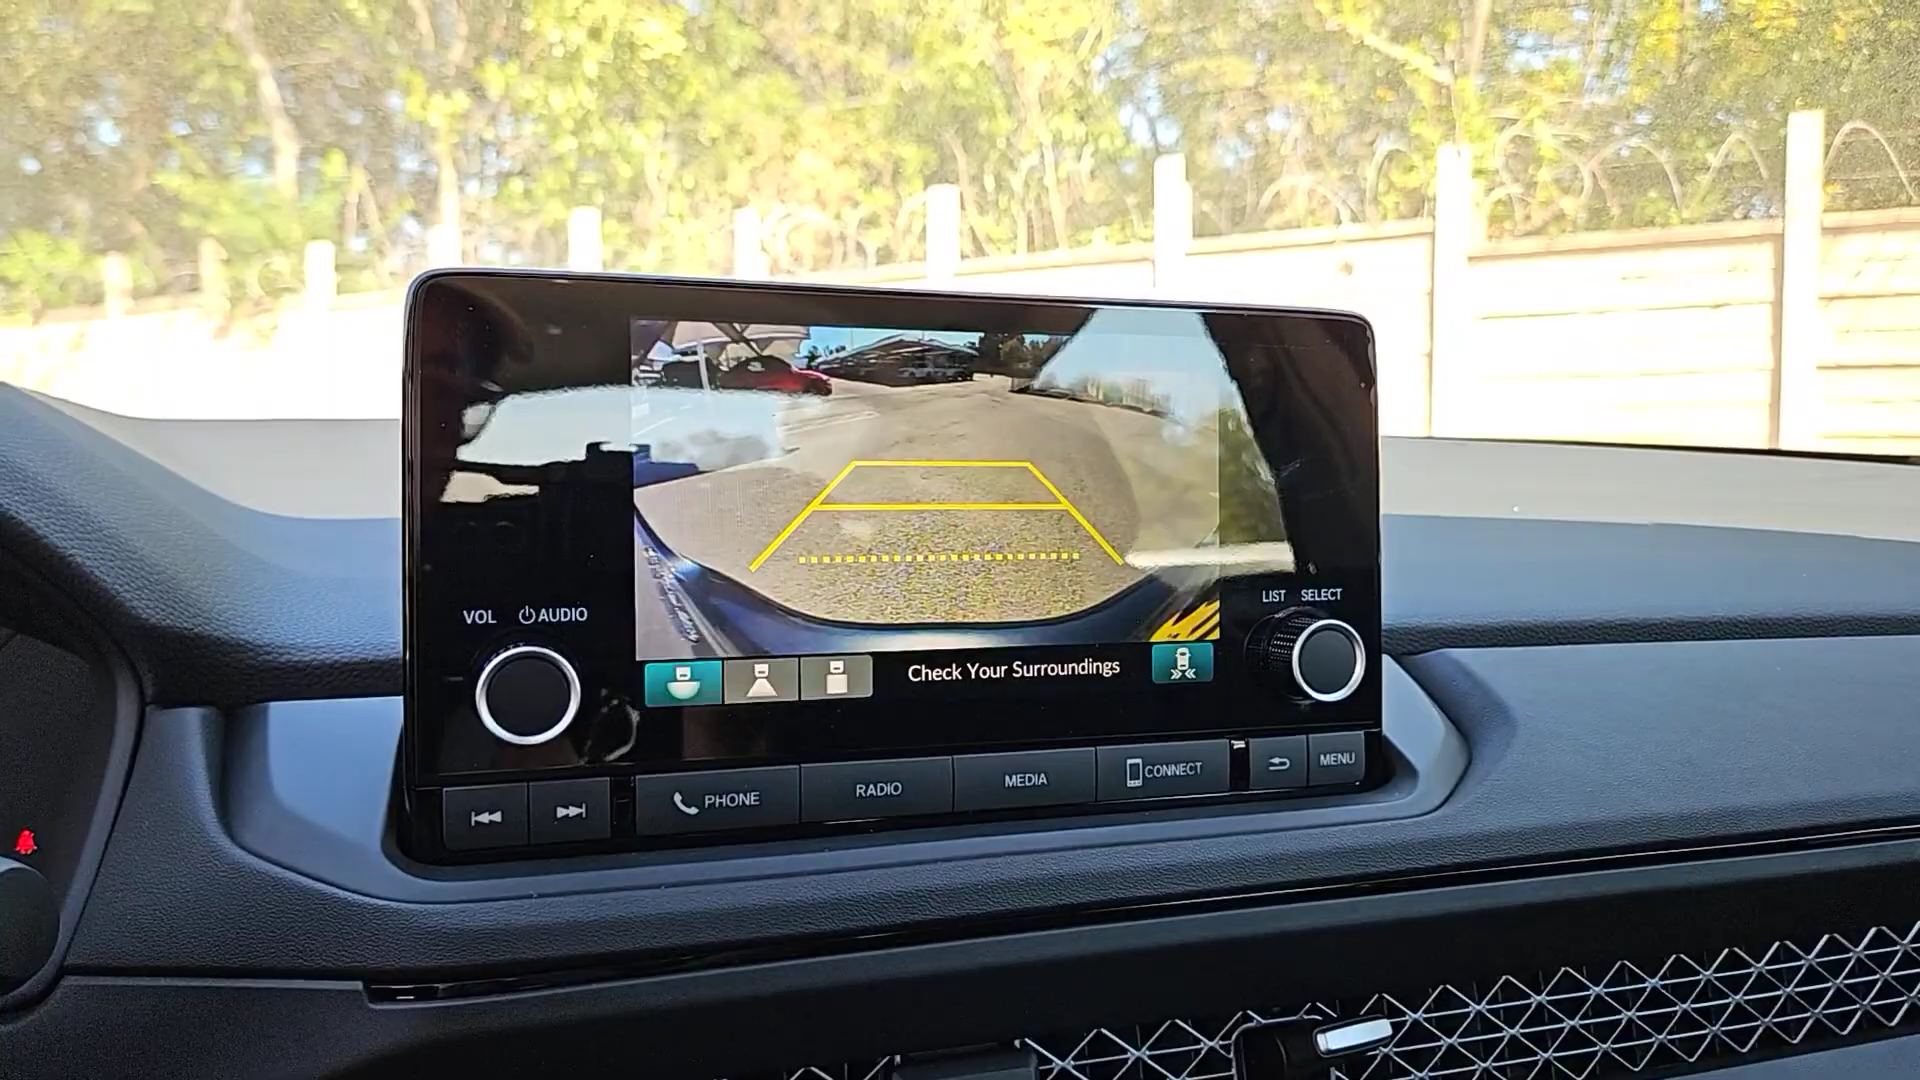 VOL AUDIO
LIST SELECT
Check Your Surroundings
PHONE
RADIO
MEDIA
CONNECT
MENU